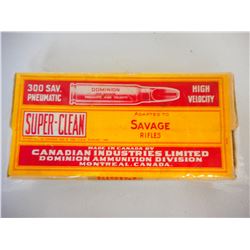 300 SAV.
PNEUMATIC
DOMINION
HIGH
VELOCITY
SUPER-CLEAN
ADAPTED TO
SAVAGE
RIFLES
MADE IN CANADA BY
CANADIAN INDUSTRIES LIMITED
DOMINION AMMUNITION DIVISION
MONTREAL, CANADA.